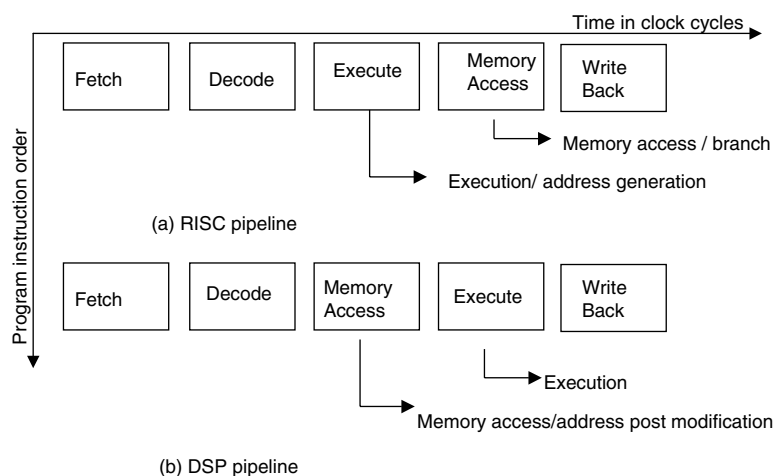 Time in clock cycles
Program instruction order
Fetch
Decode
Execute
Memory
Access
Write
Back
Memory access / branch
Execution/ address generation
(a) RISC pipeline
Fetch
Decode
Memory
Access
Execute
Write
Back
Execution
Memory access/address post modification
(b) DSP pipeline